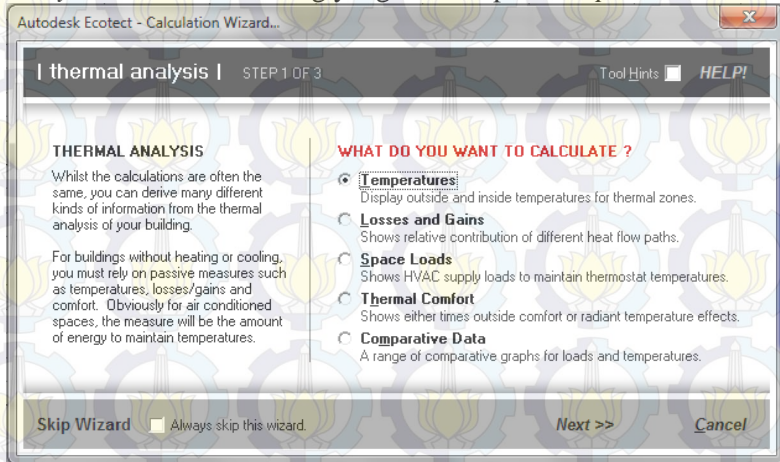 Autodesk Ecotect - Calculation Wizard...
| thermal analysis | STEP 1 OF 3
Tool Hints HELP!
THERMAL ANALYSIS
Whilst the calculations are often the
same, you can derive many different
kinds of information from the thermal
analysis of your building.
For buildings without heating or cooling,
you must rely on passive measures such
as temperatures, losses/gains and
comfort. Obviously for air conditioned
spaces, the measure will be the amount
of energy to maintain temperatures.
WHAT DO YOU WANT TO CALCULATE ?
Temperatures
Display outside and inside temperatures for thermal zones.
Losses and Gains
Shows relative contribution of different heat flow paths.
Space Loads
Shows HVAC supply loads to maintain thermostat temperatures.
Thermal Comfort
Shows either times outside comfort or radiant temperature effects.
Comparative Data
A range of comparative graphs for loads and temperatures.
Skip Wizard Always skip this wizard. Next >> Cancel